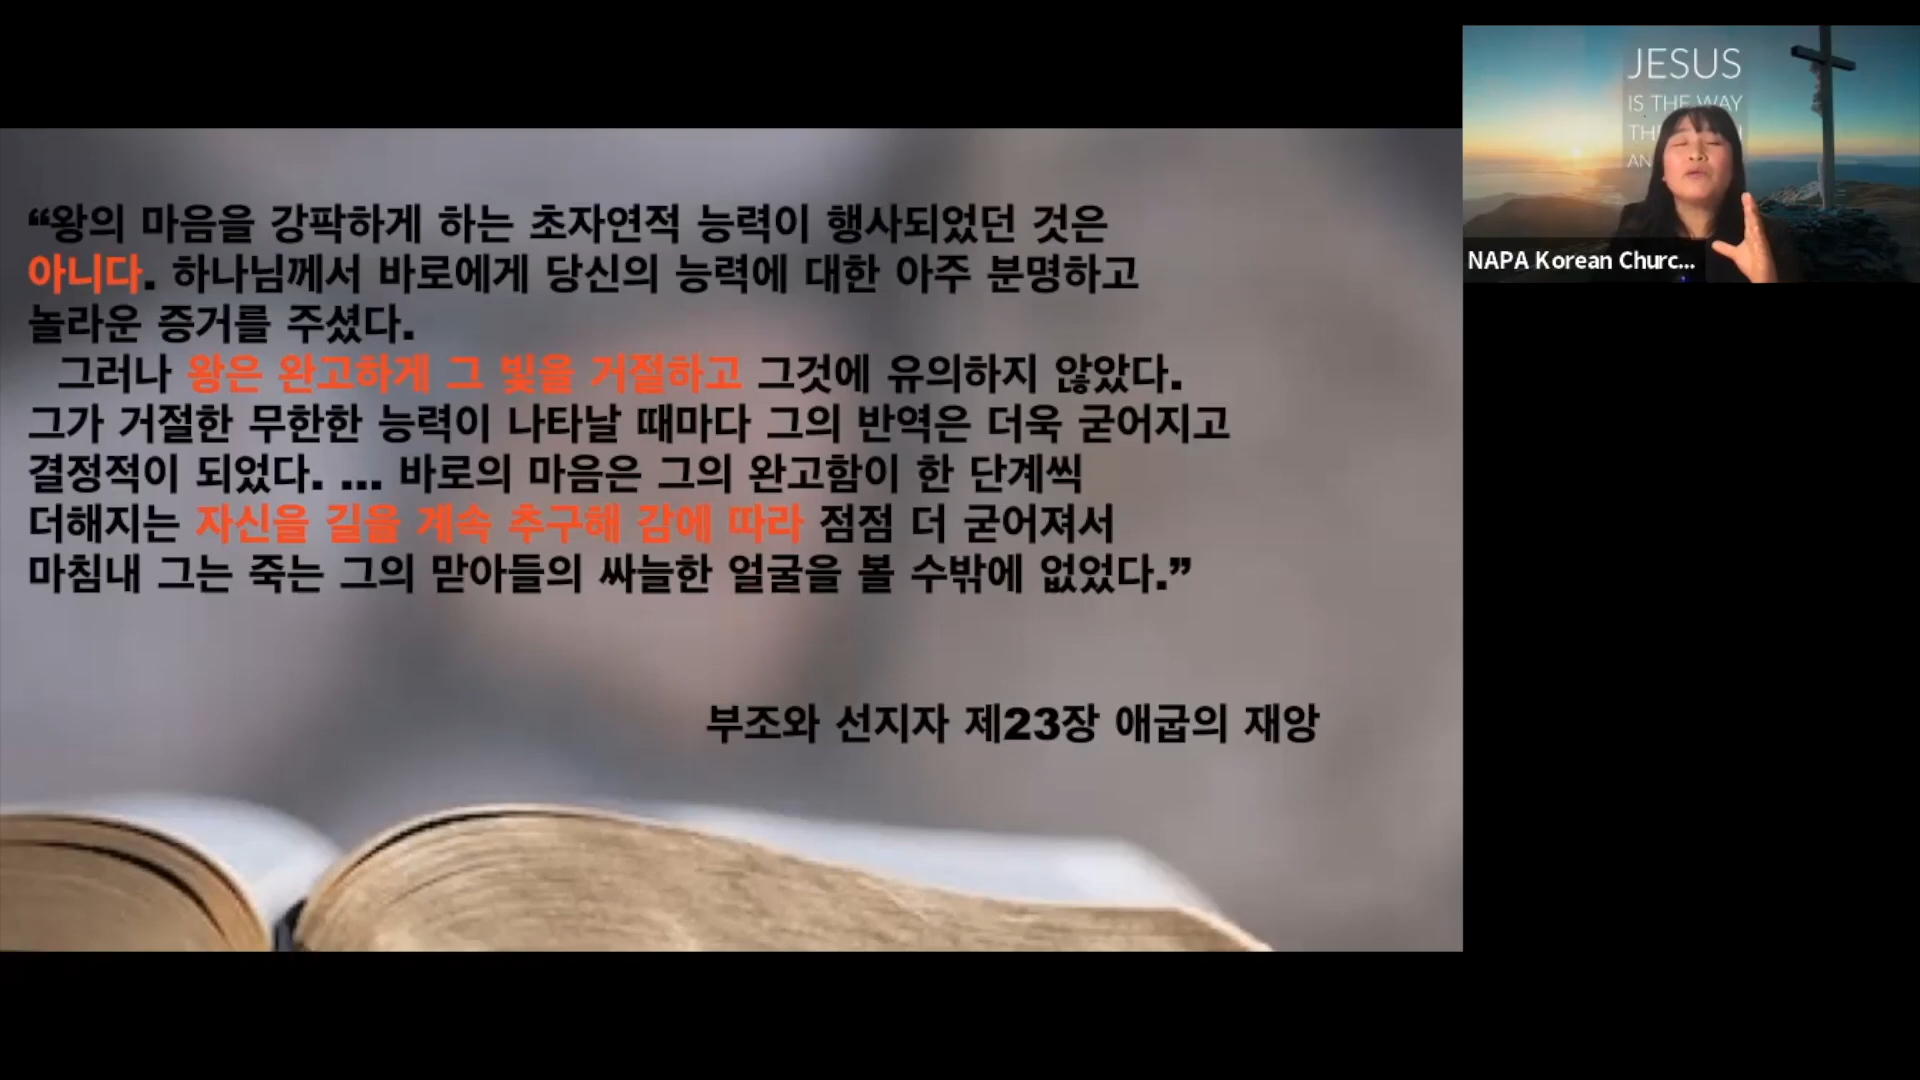 “왕의 마음을 강팍하게 하는 초자연적 능력이 행사되었던 것은
아니다. 하나님께서 바로에게 당신의 능력에 대한 아주 분명하고
놀라운 증거를 주셨다.
그러나 왕은 완고하게 그 빛을 거절하고 그것에 유의하지 않았다.
그가 거절한 무한한 능력이 나타날 때마다 그의 반역은 더욱 굳어지고
결정적이 되었다. ... 바로의 마음은 그의 완고함이 한 단계씩
더해지는 자신을 길을 계속 추구해 감에 따라 점점 더 굳어져서
마침내 그는 죽는 그의 맏아들의 싸늘한 얼굴을 볼 수밖에 없었다.”
부조와 선지자 제23장 애굽의 재앙
JESUS
IS THE WAY
TH
AN
NAPA Korean Churc...